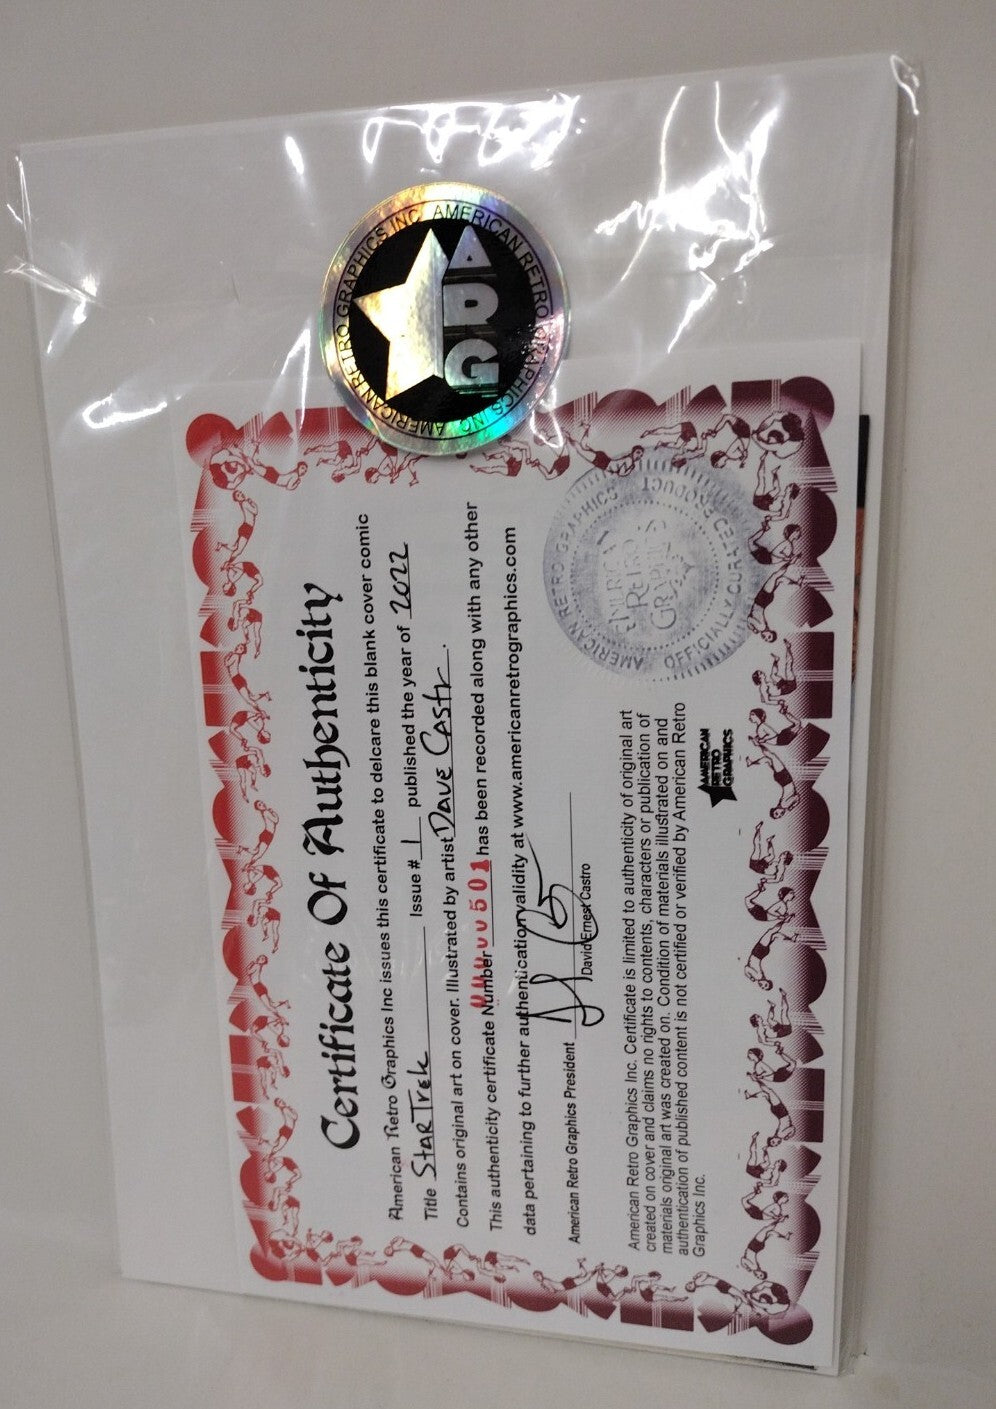 AMERICAN RETRO GRAPHICS INC. AMERICAN RETRO GRAPHICS INC.
ARG
Certificate Of Authenticity
American Retro Graphics Inc issues this certificate to delcare this blank cover comic
Title Star Trek Issue # 1 published the year of 2022
Contains original art on cover. Illustrated by artist Dave Castr.
This authenticity certificate Number 0000501 has been recorded along with any other
data pertaining to further authentication validity at www.americanretrographics.com
American Retro Graphics President
David Ernest Castro
AMERICAN RETRO GRAPHICS
OFFICIALLY CURATED PRODUCT
AMERICAN
RETRO
GRAPHICS
American Retro Graphics Inc. Certificate is limited to authenticity of original art
created on cover and claims no rights to contents, characters or publication of
materials original art was created on. Condition of materials illustrated on and
authentication of published content is not certified or verified by American Retro
Graphics Inc.
AMERICAN
RETRO
GRAPHICS